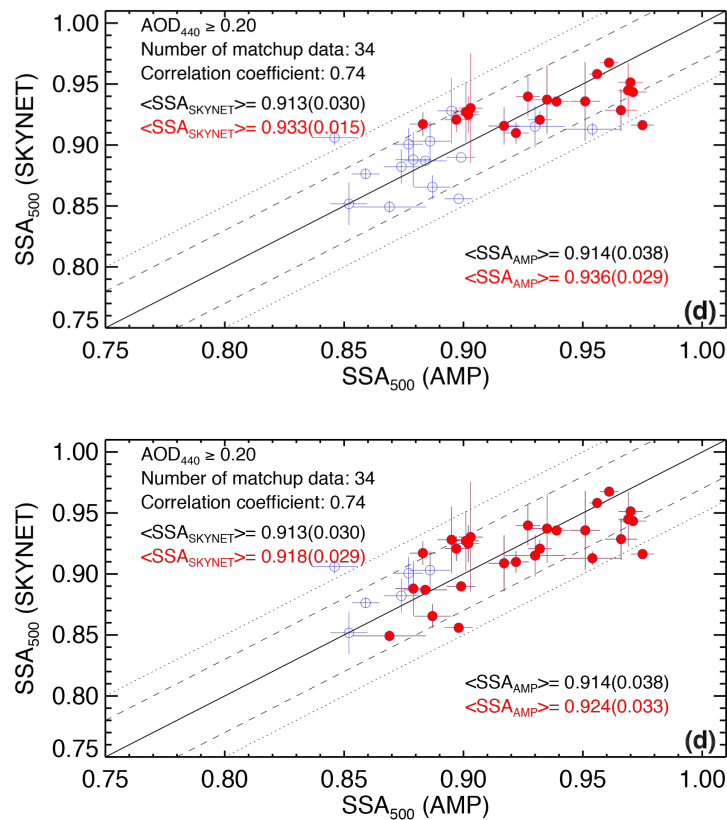 1.00
0.95
0.90
0.85
0.80
0.75
SSA500 (SKYNET)
AOD440 ≥ 0.20
Number of matchup data: 34
Correlation coefficient: 0.74
<SSASKYNET>= 0.913(0.030)
<SSASKYNET>= 0.933(0.015)
<SSAAMP>= 0.914(0.038)
<SSAAMP>= 0.936(0.029)
(d)
0.75 0.80 0.85 0.90 0.95 1.00
SSA500 (AMP)
1.00
0.95
0.90
0.85
0.80
0.75
SSA500 (SKYNET)
AOD440 ≥ 0.20
Number of matchup data: 34
Correlation coefficient: 0.74
<SSASKYNET>= 0.913(0.030)
<SSASKYNET>= 0.918(0.029)
<SSAAMP>= 0.914(0.038)
<SSAAMP>= 0.924(0.033)
(d)
0.75 0.80 0.85 0.90 0.95 1.00
SSA500 (AMP)